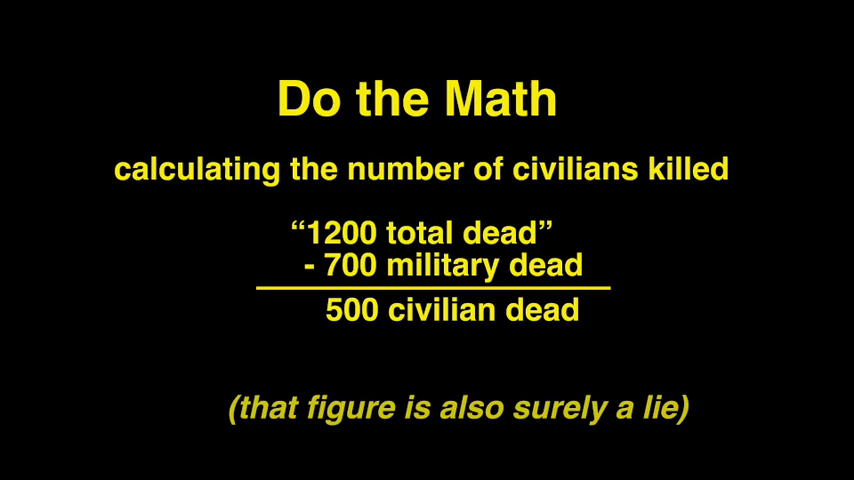 Do the Math
calculating the number of civilians killed
“1200 total dead”
- 700 military dead
500 civilian dead
(that figure is also surely a lie)